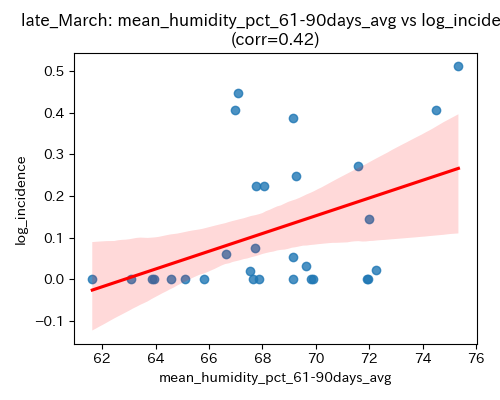 late_March: mean_humidity_pct_61-90days_avg vs log_incide
(corr=0.42)
log_incidence
0.5
0.4
0.3
0.2
0.1
0.0
−0.1
62 64 66 68 70 72 74 76
mean_humidity_pct_61-90days_avg